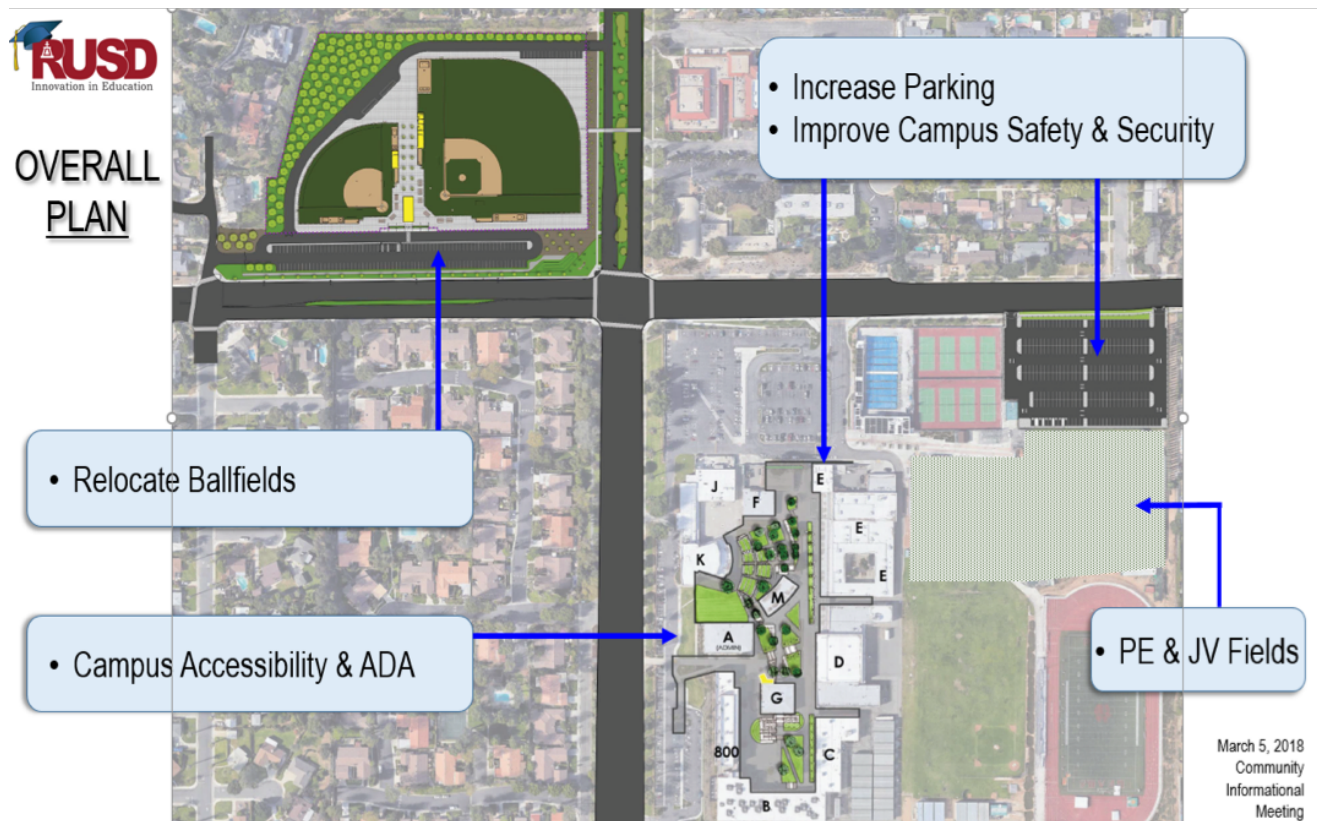 RUSD
Innovation in Education
OVERALL
PLAN
• Increase Parking
• Improve Campus Safety & Security
• Relocate Ballfields
• Campus Accessibility & ADA
• PE & JV Fields
J
F
E
E
E
K
M
A
D
G
800
C
B
March 5, 2018
Community
Informational
Meeting